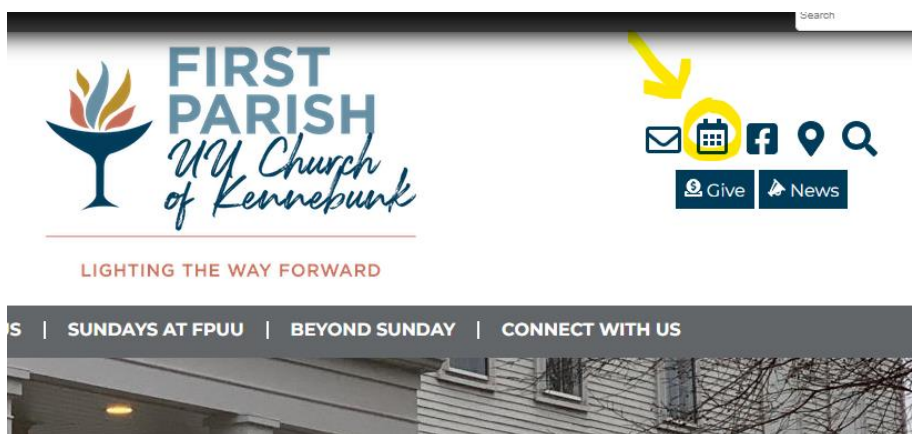 Search
FIRST
PARISH
UU Church
of Kennebunk
LIGHTING THE WAY FORWARD
Give
News
US | SUNDAYS AT FPUU | BEYOND SUNDAY | CONNECT WITH US